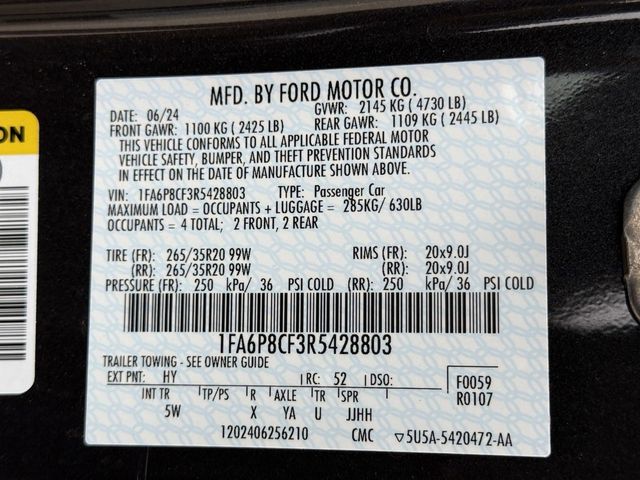 ON
MFD. BY FORD MOTOR CO.
DATE: 06/24 GVWR: 2145 KG ( 4730 LB)
FRONT GAWR: 1100 KG ( 2425 LB) REAR GAWR: 1109 KG ( 2445 LB)
THIS VEHICLE CONFORMS TO ALL APPLICABLE FEDERAL MOTOR
VEHICLE SAFETY, BUMPER, AND THEFT PREVENTION STANDARDS
IN EFFECT ON THE DATE OF MANUFACTURE SHOWN ABOVE.
VIN: 1FA6P8CF3R5428803 TYPE: Passenger Car
MAXIMUM LOAD = OCCUPANTS + LUGGAGE = 285KG/ 630LB
OCCUPANTS = 4 TOTAL; 2 FRONT, 2 REAR
TIRE (FR): 265/35R20 99W RIMS (FR): 20x9.0J
(RR): 265/35R20 99W (RR): 20x9.0J
PRESSURE (FR): 250 kPa/ 36 PSI COLD (RR): 250 kPa/ 36 PSI COLD
1FA6P8CF3R5428803
TRAILER TOWING - SEE OWNER GUIDE
EXT PNT: HY RC: 52 DSO: F0059
INT TR TP/PS R AXLE TR SPR R0107
5W X YA U JJHH
1202406256210 CMC ▽5U5A-5420472-AA